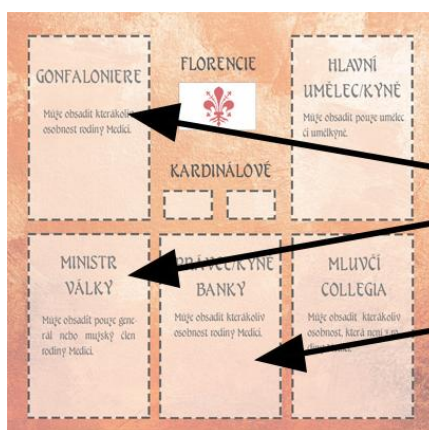 GONFALONIERE
Může obsadit kterákoliv
osobnost rodiny Medici.
FLORENCIE
KARDINÁLOVÉ
HLAVNÍ
UMĚLEC/KYNĚ
Může obsadit pouze umělec
či umělkyně.
MINISTR
VÁLKY
Může obsadit pouze gene-
rál nebo mužský člen
rodiny Medici.
BANKY
Může obsadit kterákoliv
osobnost rodiny Medici.
MLUVČÍ
COLLEGIA
Může obsadit kterákoliv
osobnost, která není z
Medici.